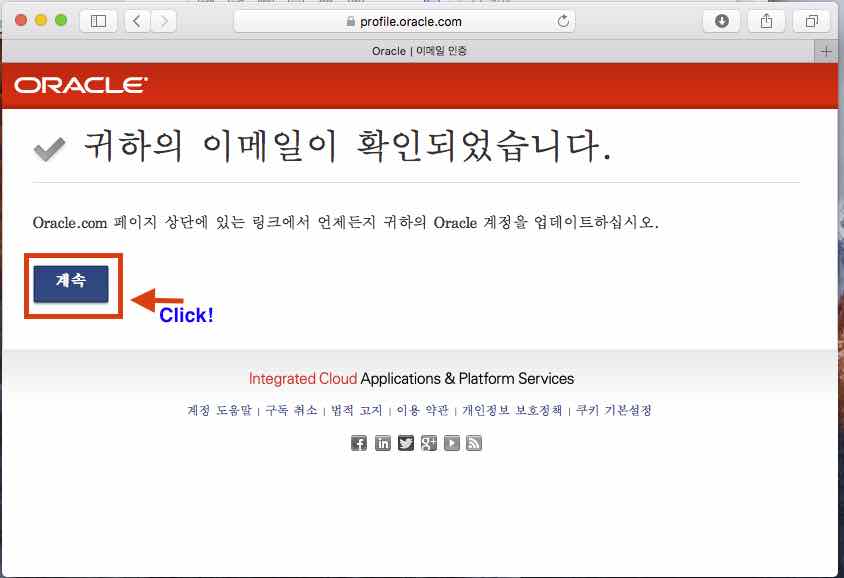 profile.oracle.com
Oracle | 이메일 인증
ORACLE
귀하의 이메일이 확인되었습니다.
Oracle.com 페이지 상단에 있는 링크에서 언제든지 귀하의 Oracle 계정을 업데이트하십시오.
계속
Click!
Integrated Cloud Applications & Platform Services
계정 도움말 | 구독 취소 | 법적 고지 | 이용 약관 | 개인정보 보호정책 | 쿠키 기본설정